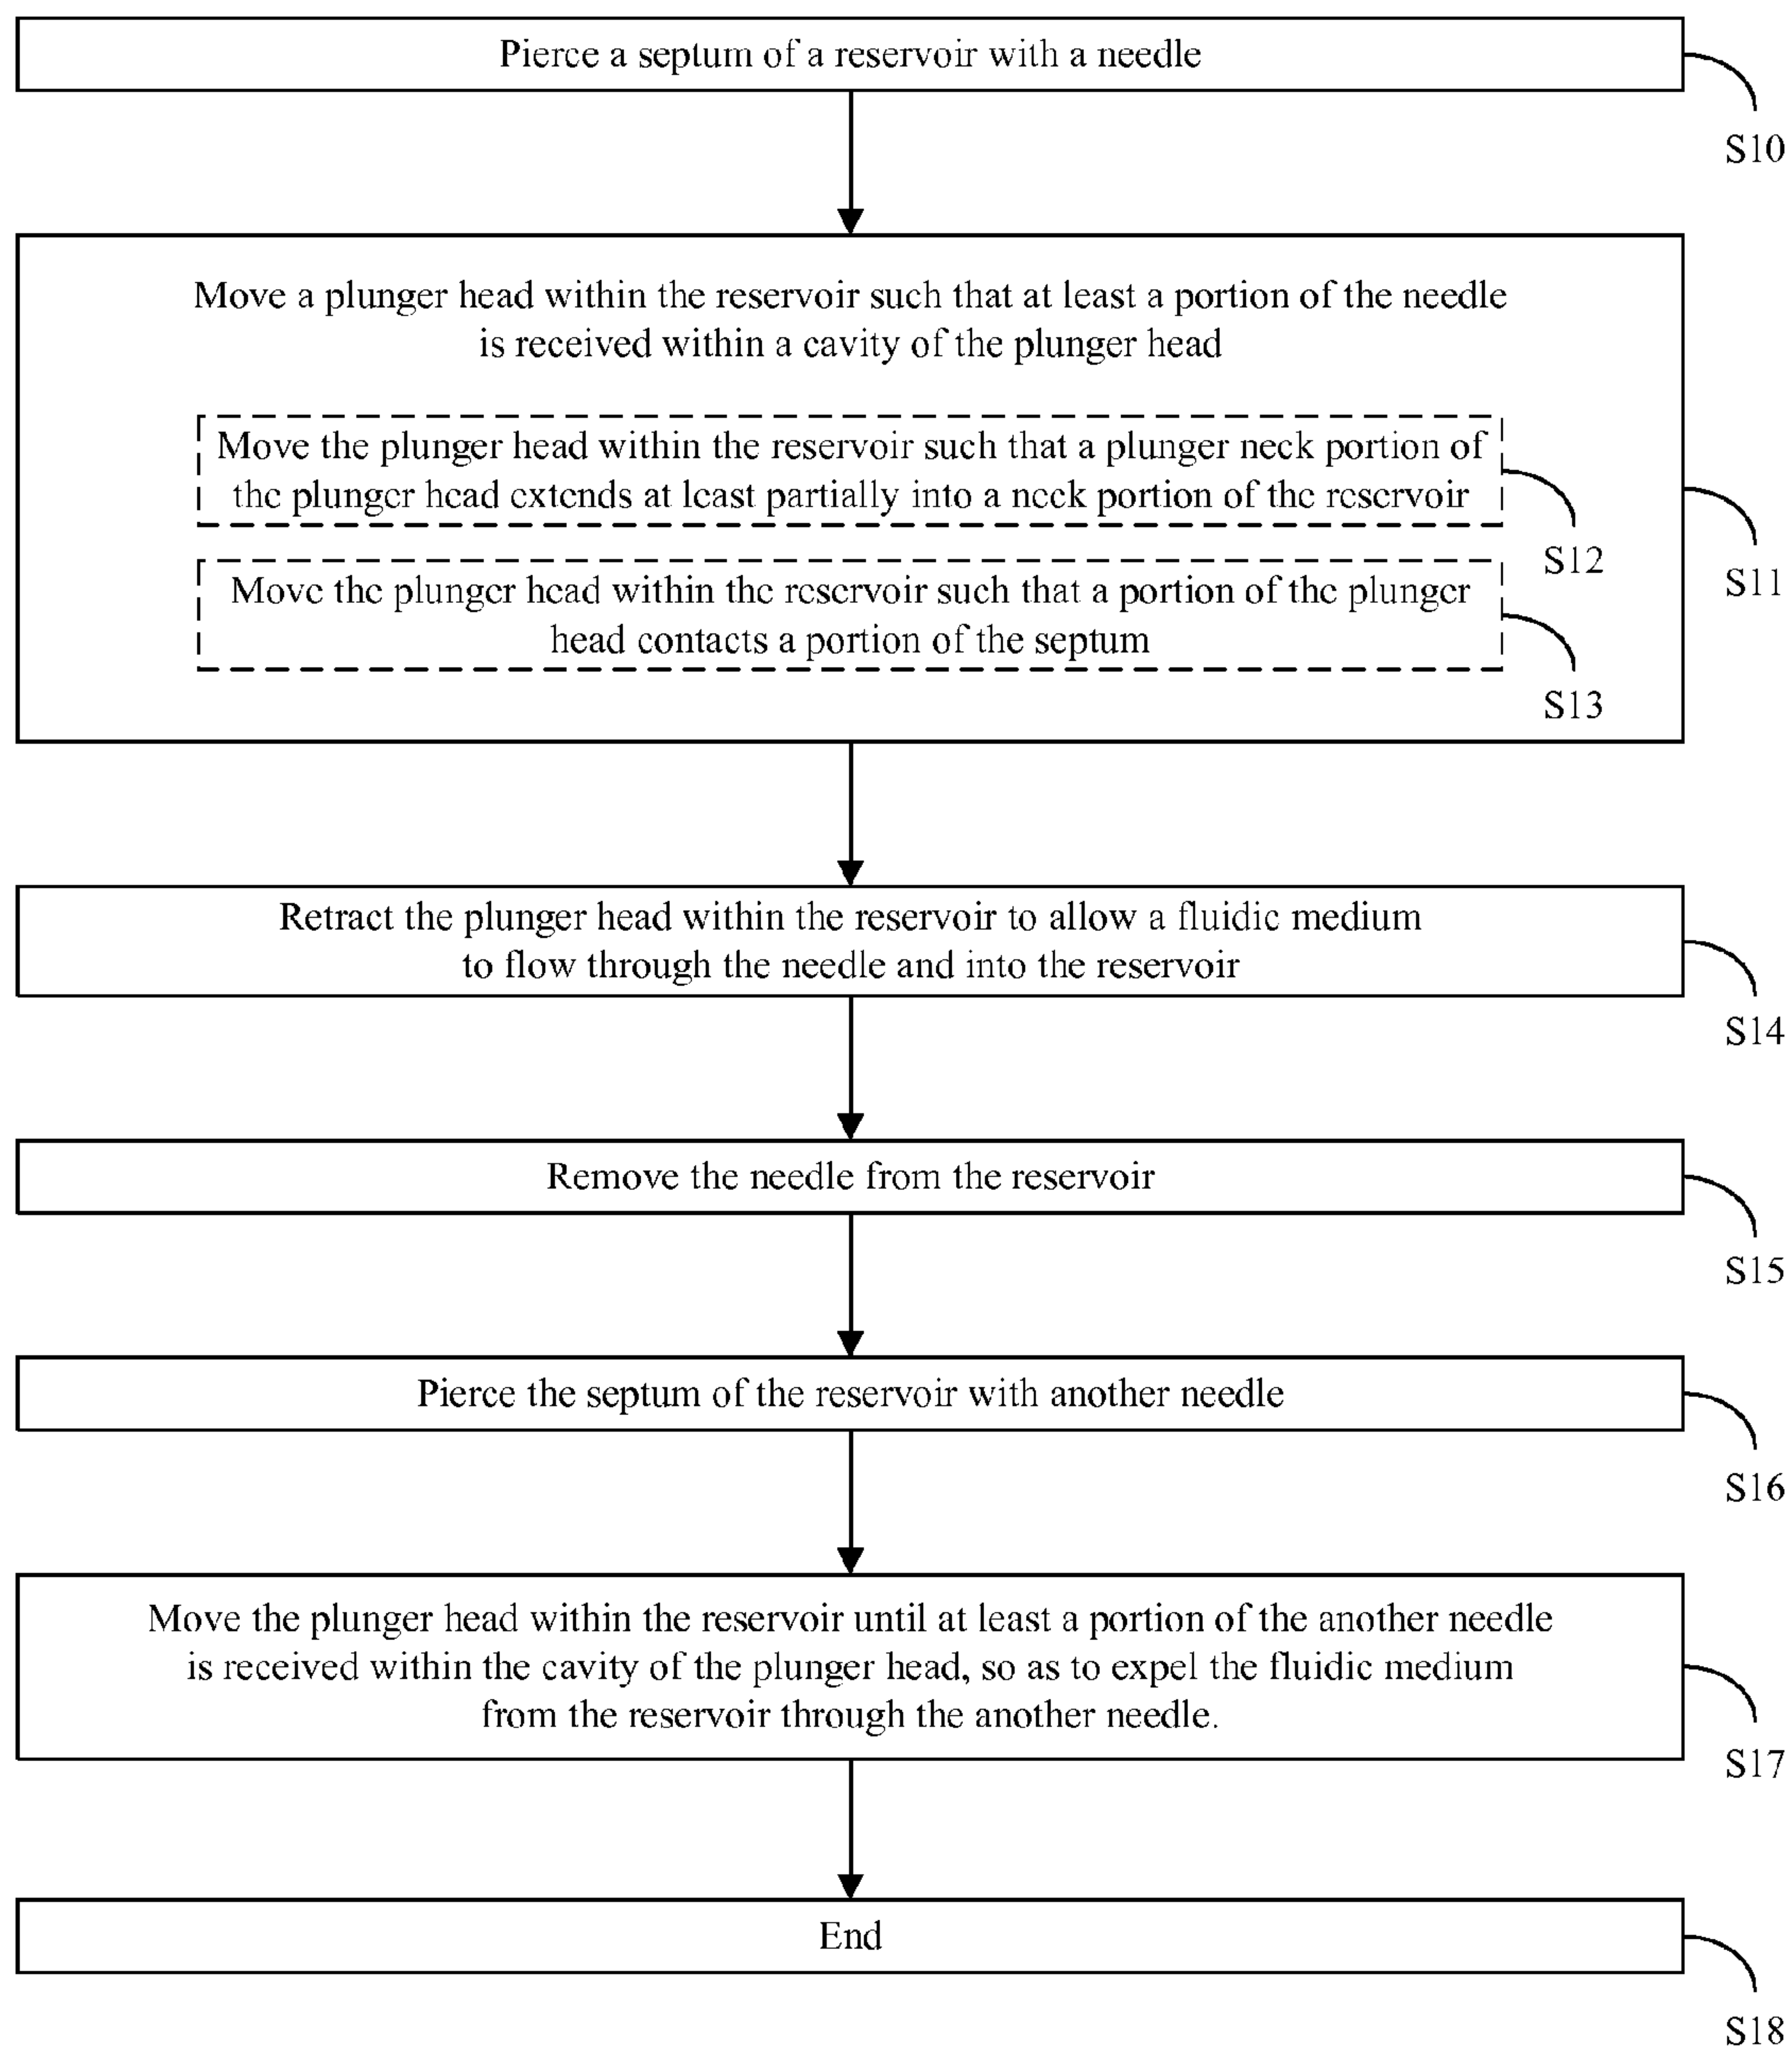 Pierce a septum of a reservoir with a needle
S10
Move a plunger head within the reservoir such that at least a portion of the needle
is received within a cavity of the plunger head
Move the plunger head within the reservoir such that a plunger neck portion of
the plunger head extends at least partially into a neck portion of the reservoir
S12
S11
Move the plunger head within the reservoir such that a portion of the plunger
head contacts a portion of the septum
S13
Retract the plunger head within the reservoir to allow a fluidic medium
to flow through the needle and into the reservoir
S14
Remove the needle from the reservoir
S15
Pierce the septum of the reservoir with another needle
S16
Move the plunger head within the reservoir until at least a portion of the another needle
is received within the cavity of the plunger head, so as to expel the fluidic medium
from the reservoir through the another needle.
S17
End
S18